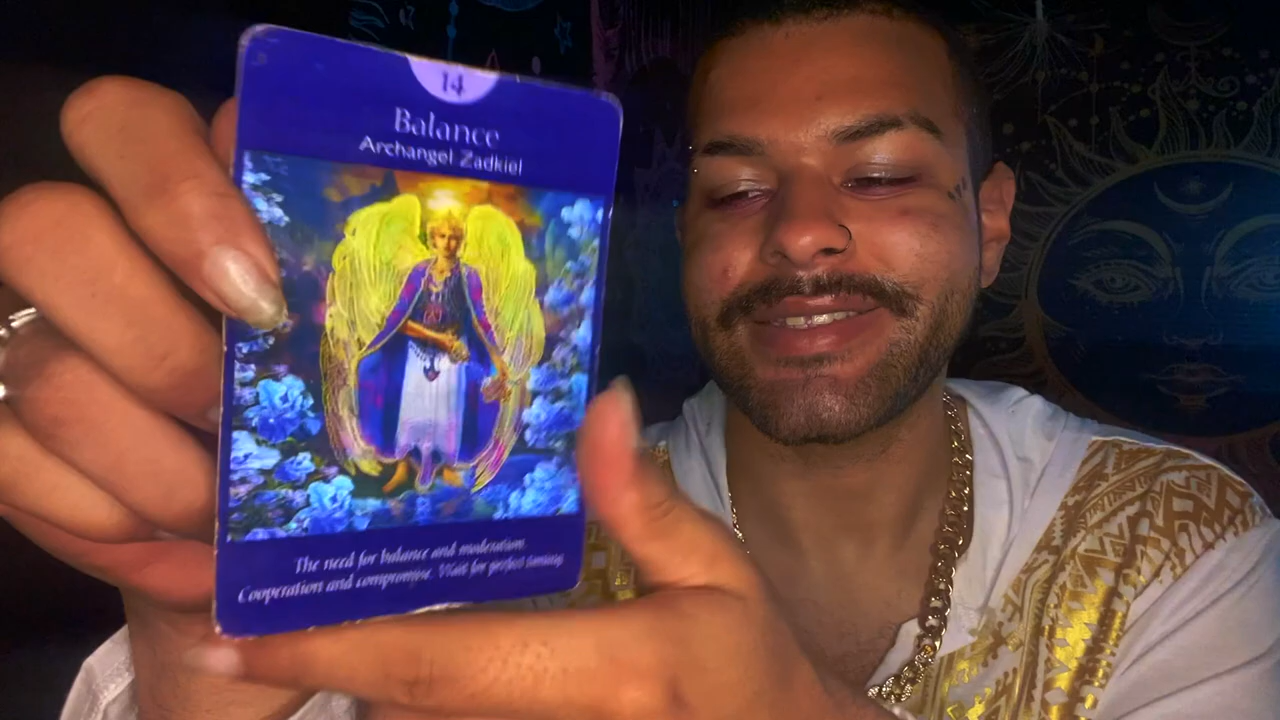 14
Balance
Archangel Zadkiel
The need for balance and moderation.
Cooperation and compromise. Wait for perfect timing.